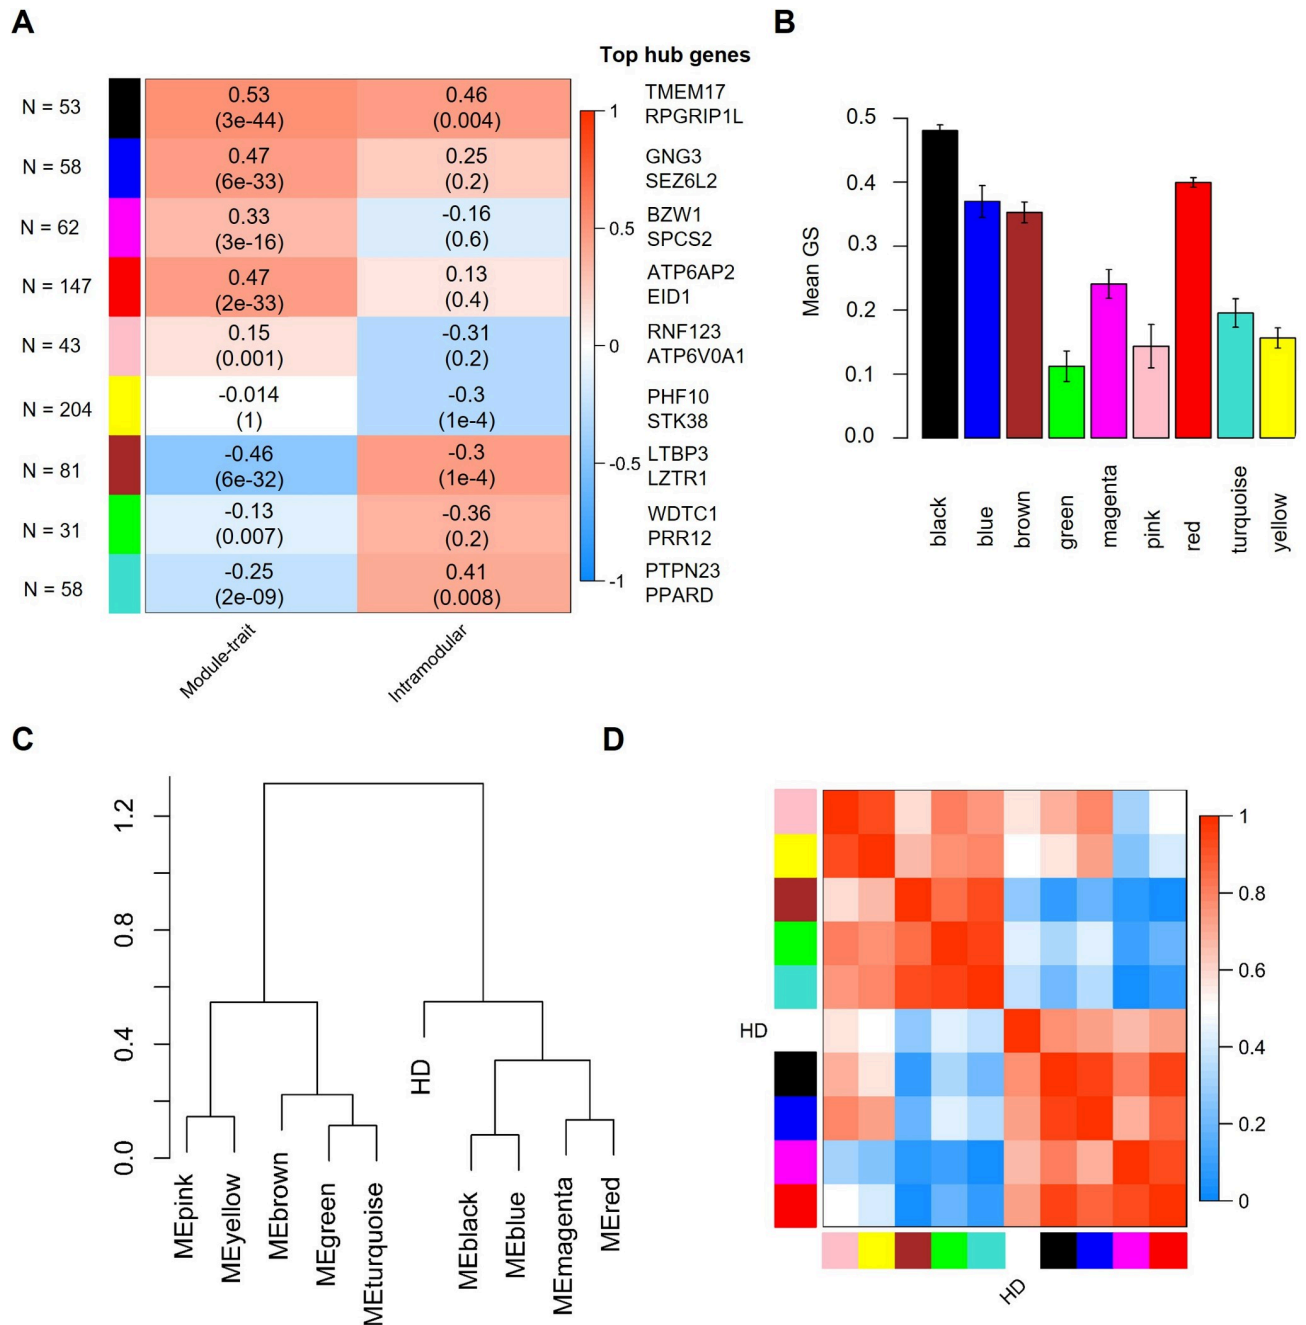 A
Top hub genes
N = 53
0.53
(3e-44)
0.46
(0.004)
TMEM17
RPGRIP1L
N = 58
0.47
(6e-33)
0.25
(0.2)
GNG3
SEZ6L2
N = 62
0.33
(3e-16)
-0.16
(0.6)
BZW1
SPCS2
N = 147
0.47
(2e-33)
0.13
(0.4)
ATP6AP2
EID1
N = 43
0.15
(0.001)
-0.31
(0.2)
RNF123
ATP6V0A1
N = 204
-0.014
(1)
-0.3
(1e-4)
PHF10
STK38
N = 81
-0.46
(6e-32)
-0.3
(1e-4)
LTBP3
LZTR1
N = 31
-0.13
(0.007)
-0.36
(0.2)
WDTC1
PRR12
N = 58
-0.25
(2e-09)
0.41
(0.008)
PTPN23
PPARD
1
0.5
0
-0.5
-1
Module-trait
Intramodular
B
Mean GS
0.5
0.4
0.3
0.2
0.1
0.0
black
blue
brown
green
magenta
pink
red
turquoise
yellow
C
1.2
0.8
0.4
0.0
MEpink
MEyellow
MEbrown
MEgreen
MEturquoise
HD
MEblack
MEblue
MEmagenta
MEred
D
HD
1
0.8
0.6
0.4
0.2
0
HD